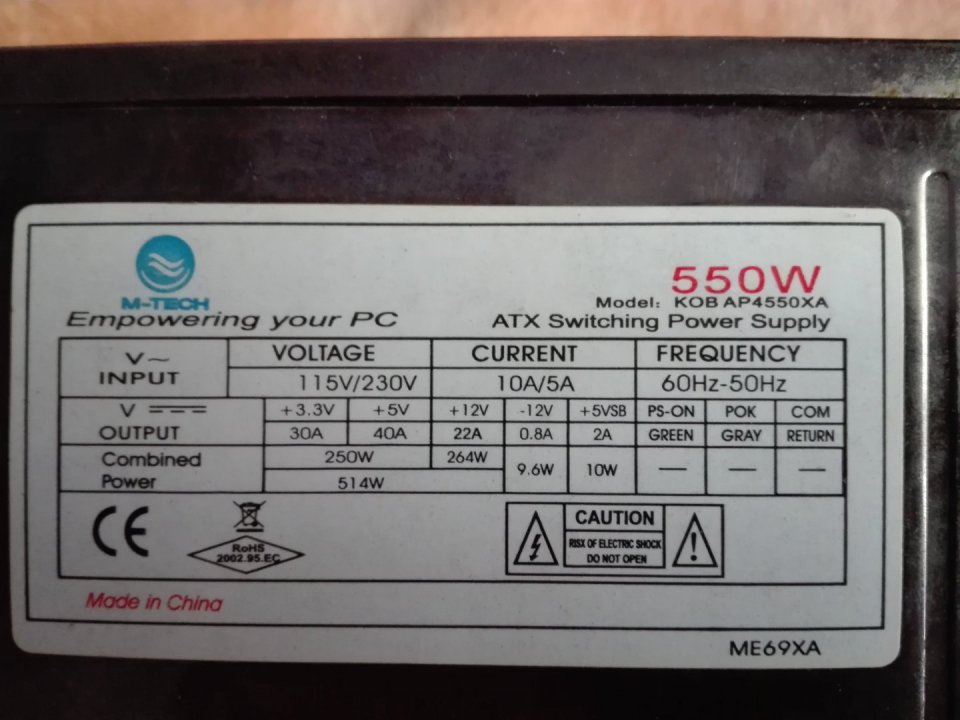 M-TECH
Empowering your PC
550W
Model: KOB AP4550XA
ATX Switching Power Supply
V~ INPUT VOLTAGE CURRENT FREQUENCY
115V/230V 10A/5A 60Hz-50Hz
V OUTPUT +3.3V +5V +12V -12V +5VSB PS-ON POK COM
30A 40A 22A 0.8A 2A GREEN GRAY RETURN
Combined Power 250W 264W 9.6W 10W — — —
514W
CE
RoHS
2002.95.EC
CAUTION
RISX OF ELECTRIC SHOCK
DO NOT OPEN
Made in China
ME69XA